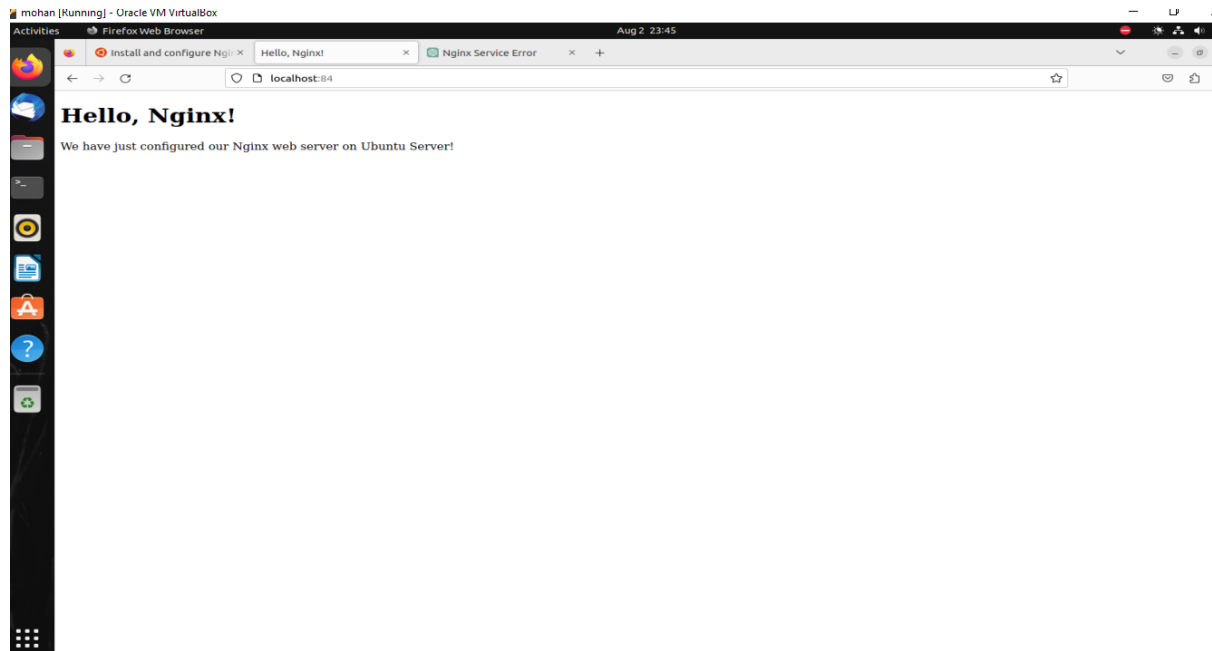 mohan [Running] - Oracle VM VirtualBox
Activities Firefox Web Browser Aug 2 23:45
Install and configure Ngin Hello, Nginx! Nginx Service Error
localhost:84
Hello, Nginx!
We have just configured our Nginx web server on Ubuntu Server!